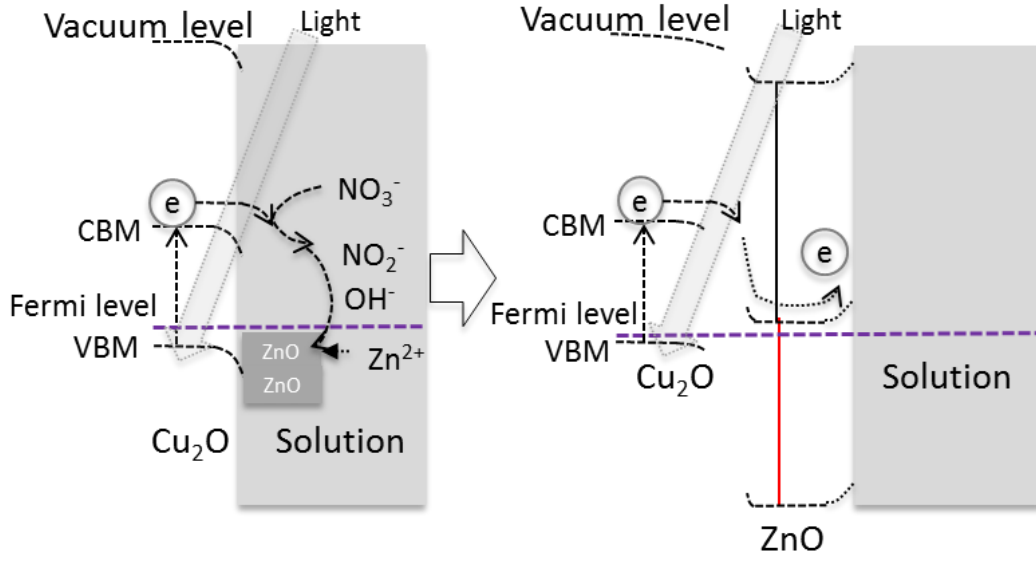 Vacuum level
Light
e
NO₃⁻
CBM
NO₂⁻
OH⁻
Fermi level
VBM
ZnO
ZnO
Zn²⁺
Cu₂O
Solution
Vacuum level
Light
e
CBM
e
Fermi level
VBM
Cu₂O
Solution
ZnO